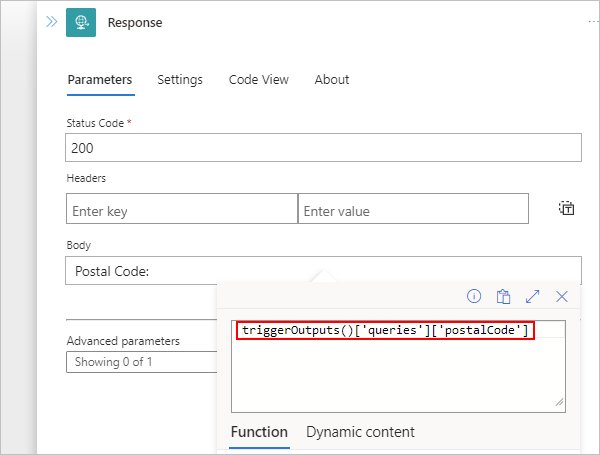 Response
Parameters Settings Code View About
Status Code *
200
Headers
Enter key Enter value
Body
Postal Code:
triggerOutputs()['queries']['postalCode']
Advanced parameters
Showing 0 of 1
Function Dynamic content